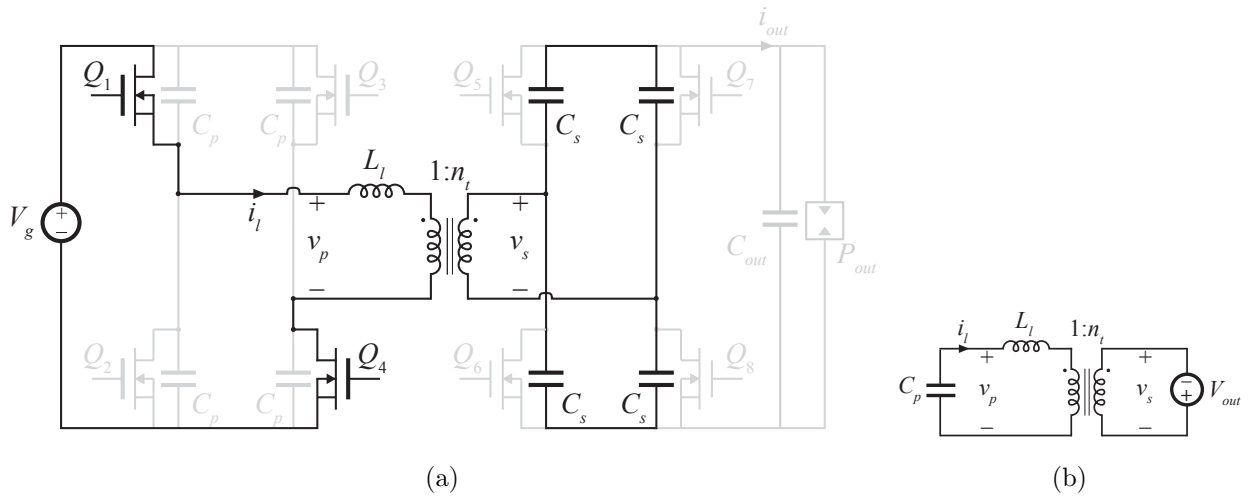 i_out
Q_1
Q_3
Q_5
Q_7
C_p
C_p
C_s
C_s
L_l
1:n_t
V_g
+
−
i_l
+
v_p
−
+
v_s
−
C_out
P_out
Q_2
Q_4
Q_6
Q_8
C_p
C_p
C_s
C_s
(a)
i_l
L_l
1:n_t
C_p
+
v_p
−
+
v_s
−
−
+
V_out
(b)